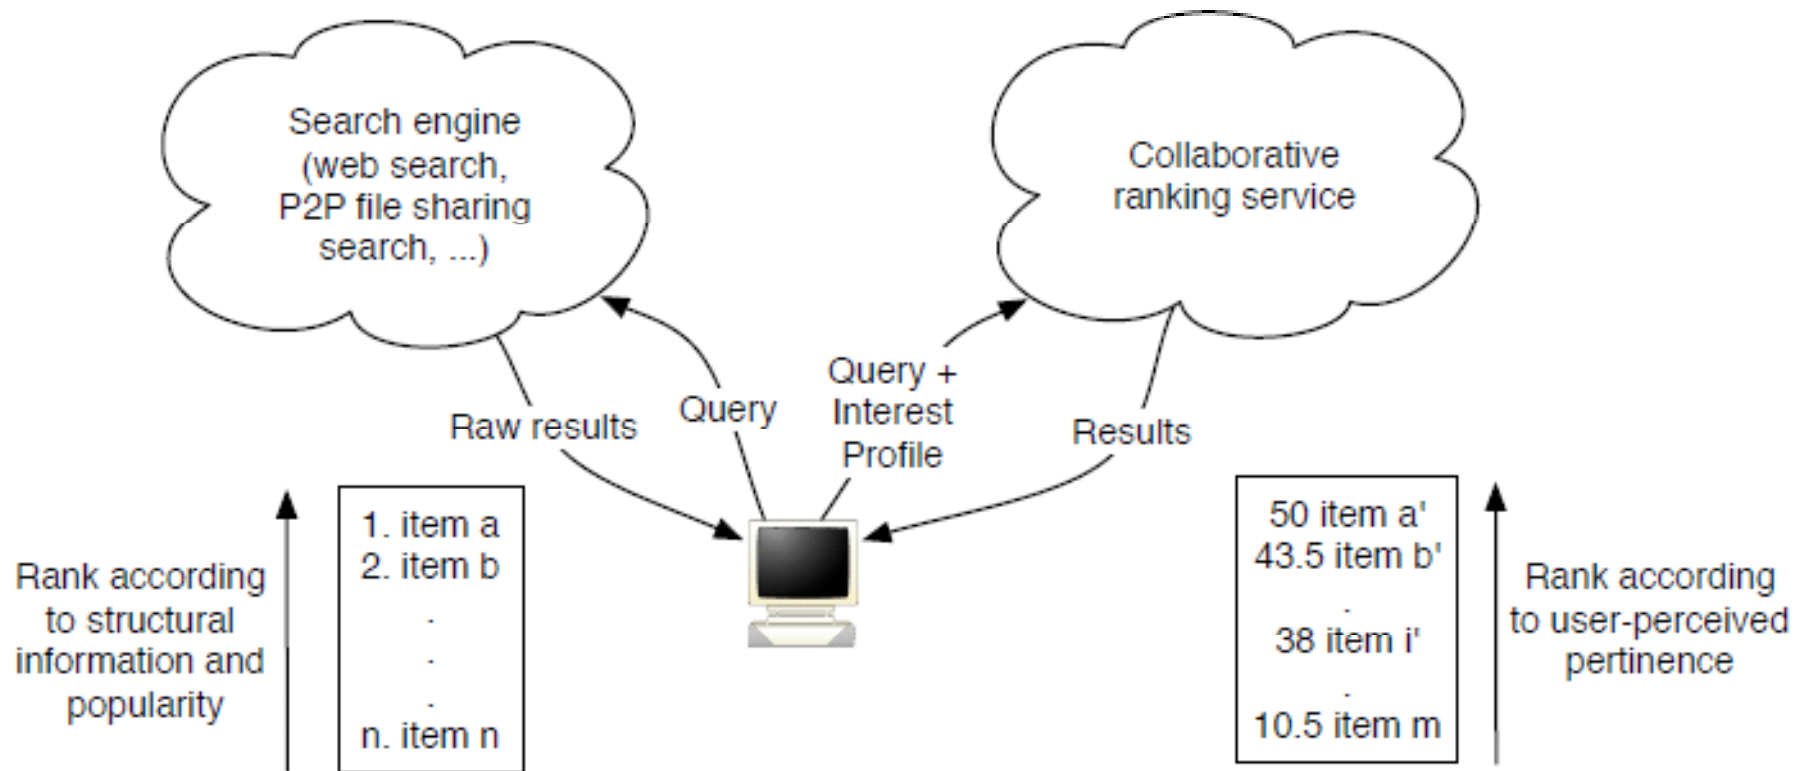 Search engine
(web search,
P2P file sharing
search, ...)
Collaborative
ranking service
Raw results
Query
Query +
Interest
Profile
Results
Rank according
to structural
information and
popularity
1. item a
2. item b
.
.
.
n. item n
50 item a'
43.5 item b'
.
38 item i'
.
10.5 item m
Rank according
to user-perceived
pertinence